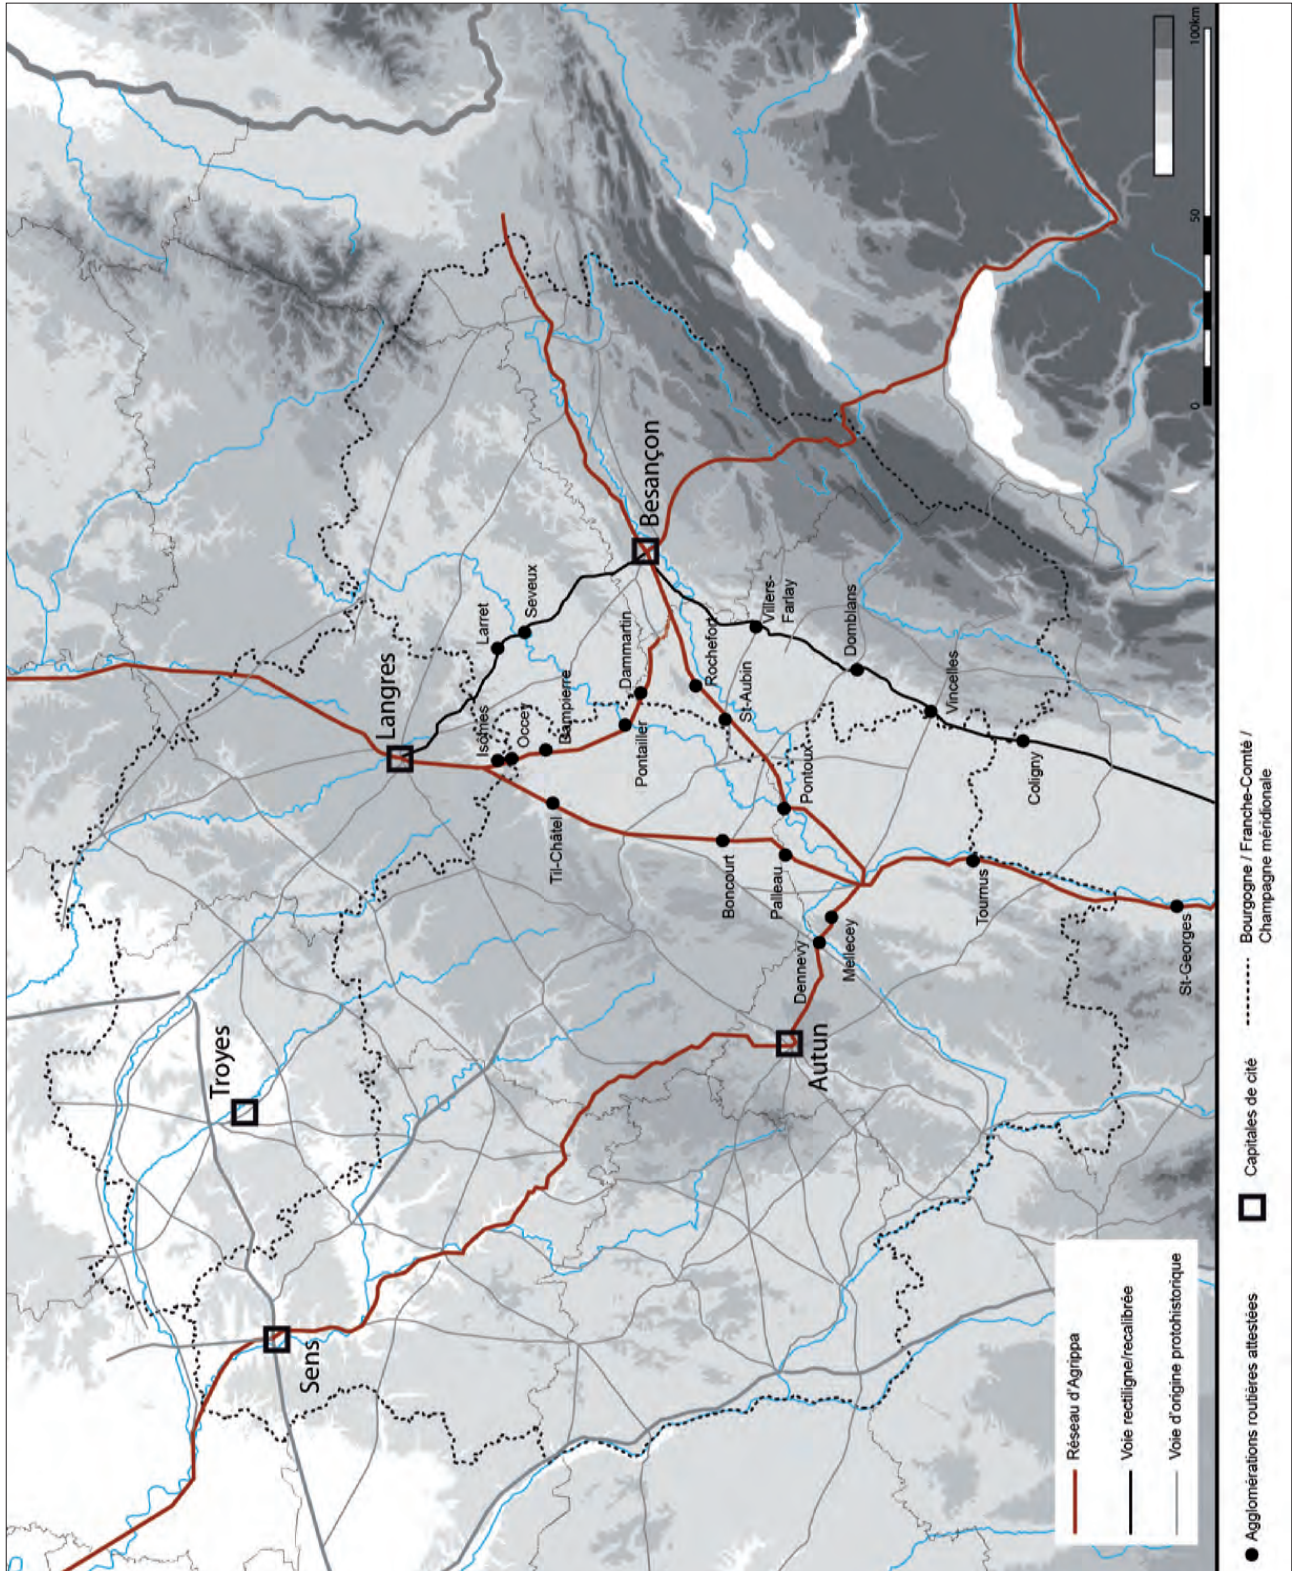 Troyes
Sens
Langres
Besançon
Autun
Larret
Seveux
Isômes
Occey
Dampierre
Til-Châtel
Dammartin
Pontailler
Rochefort
St-Aubin
Villers-
Farlay
Domblans
Vincelles
Coligny
Boncourt
Palleau
Pontoux
Dennevy
Mellecey
Tournus
St-Georges
Réseau d'Agrippa
Voie rectiligne/recalibrée
Voie d'origine protohistorique
0
50
100km
Agglomérations routières attestées
Capitales de cité
Bourgogne / Franche-Comté /
Champagne méridionale